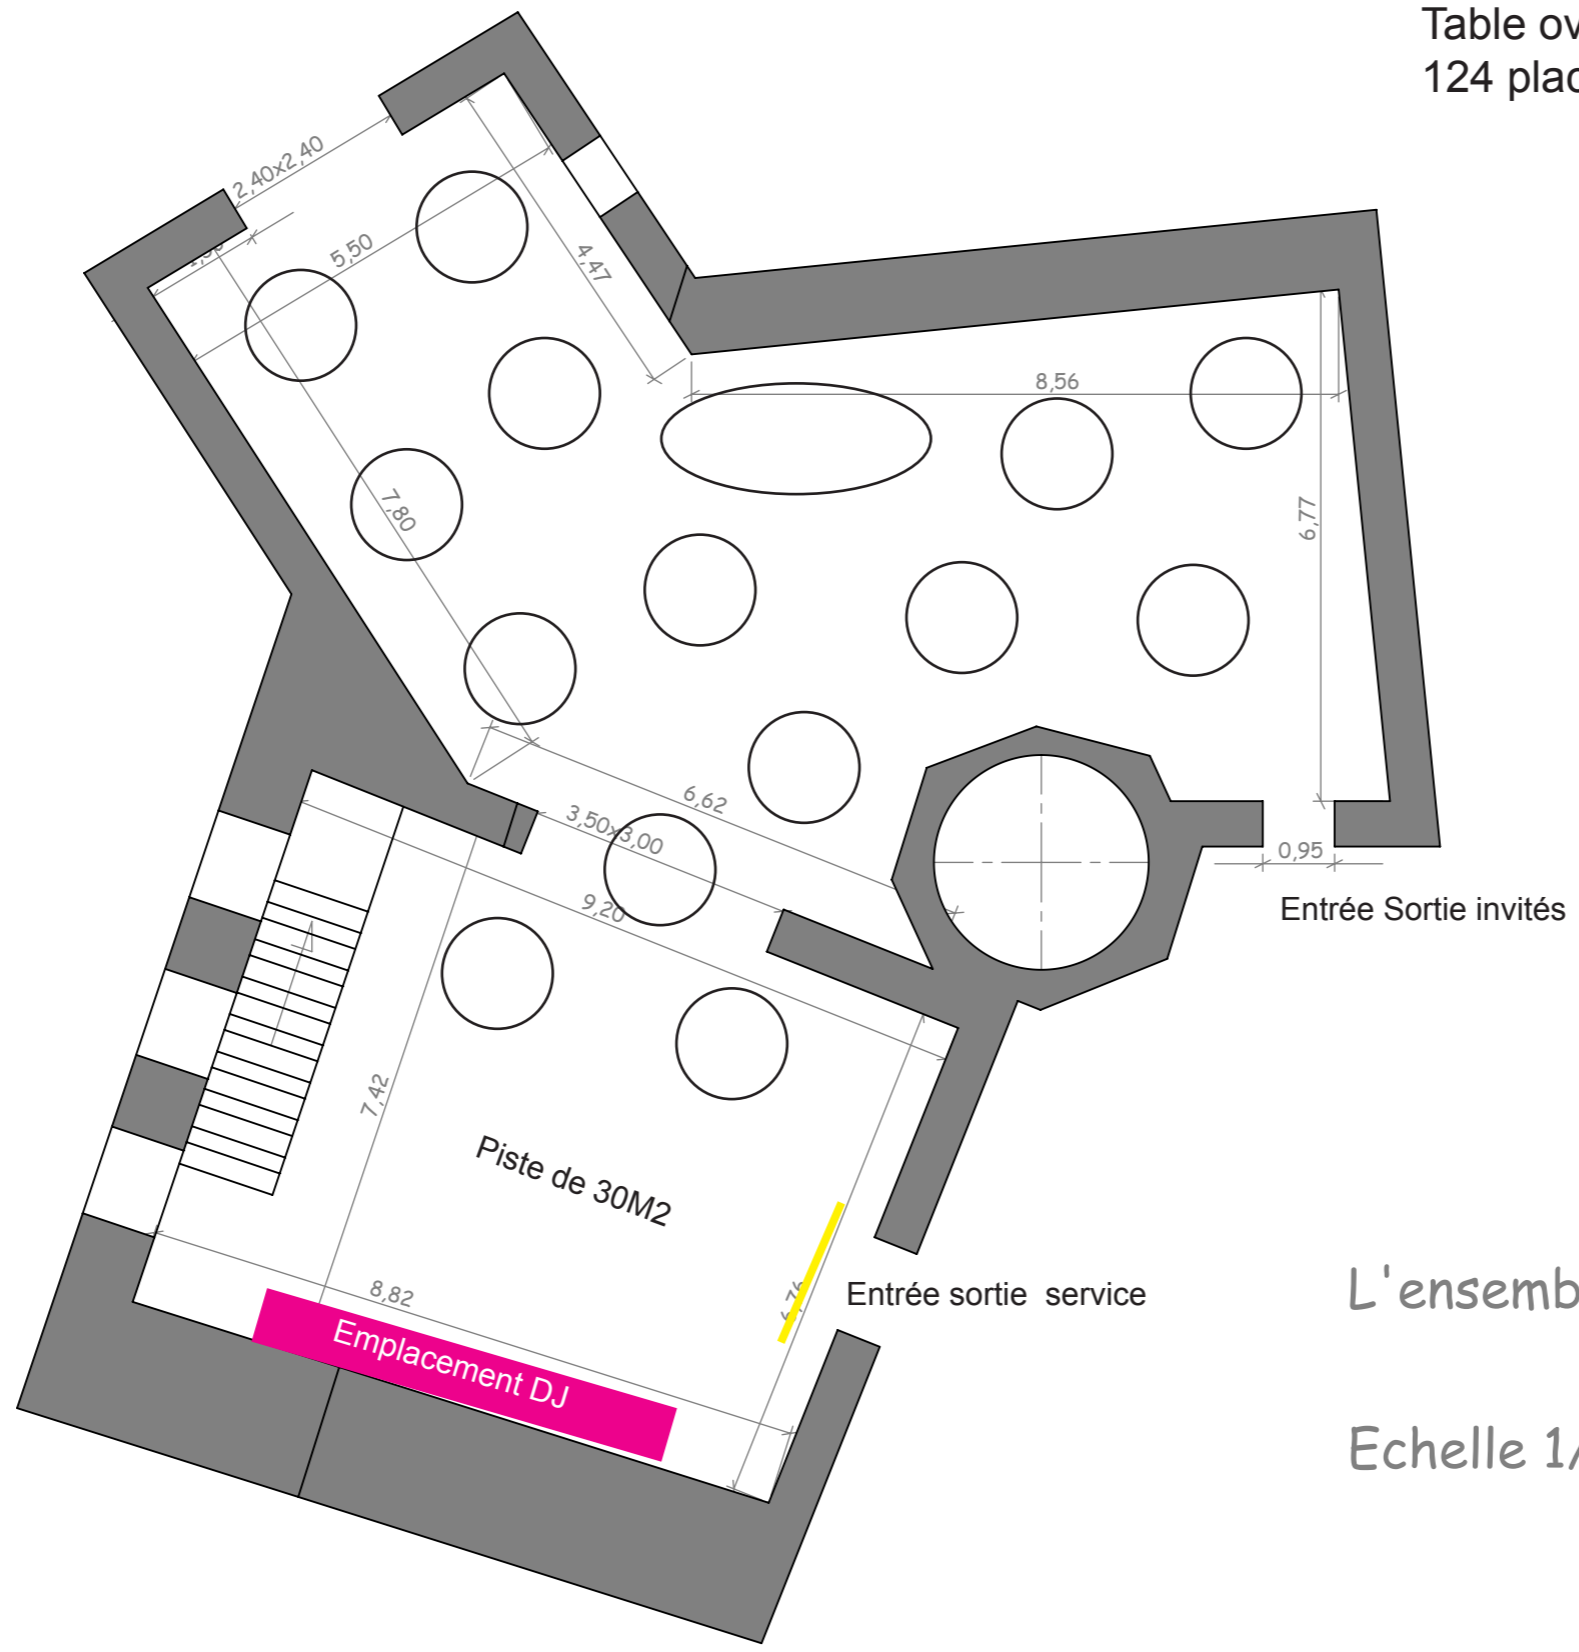 Table ov
124 plac
2,40x2,40
5,50
4,47
8,56
7,80
6,77
6,62
3,50x3,00
0,95
9,20
Entrée Sortie invités
7,42
Piste de 30M2
8,82
Entrée sortie service
Emplacement DJ
L'ensemb
Echelle 1/